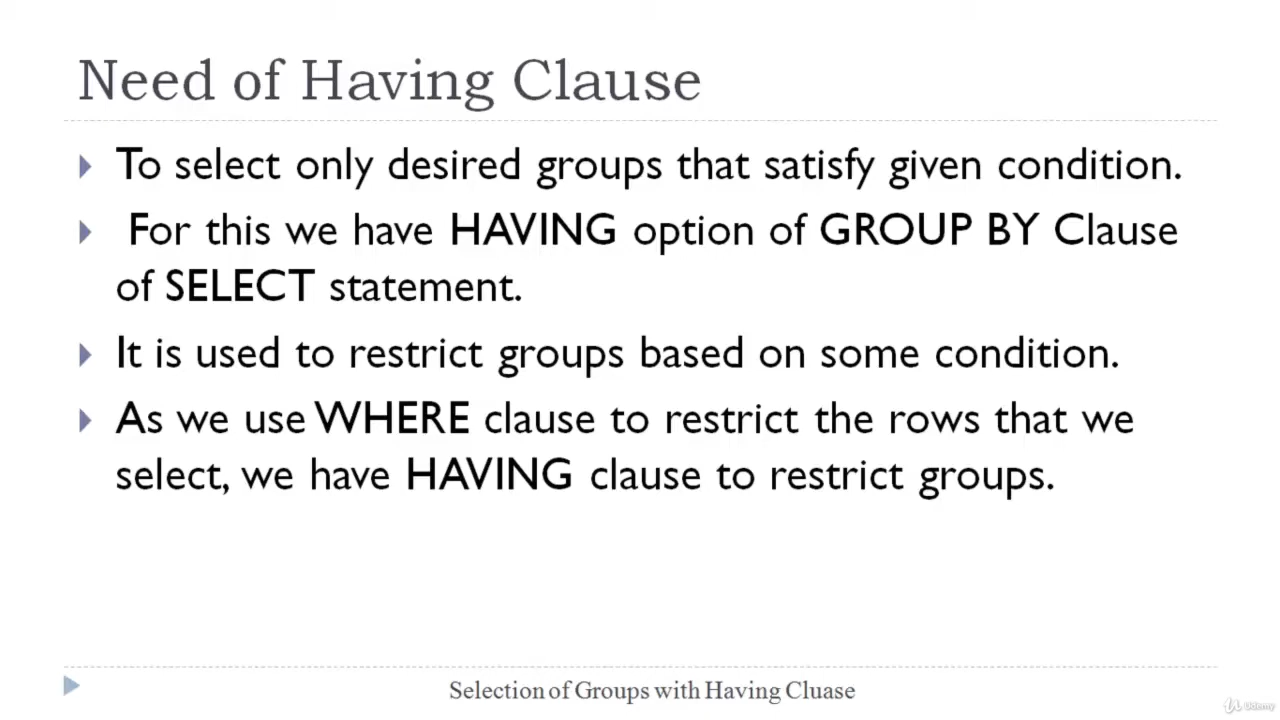 Need of Having Clause
To select only desired groups that satisfy given condition.
For this we have HAVING option of GROUP BY Clause
of SELECT statement.
It is used to restrict groups based on some condition.
As we use WHERE clause to restrict the rows that we
select, we have HAVING clause to restrict groups.
Selection of Groups with Having Cluase
Udemy